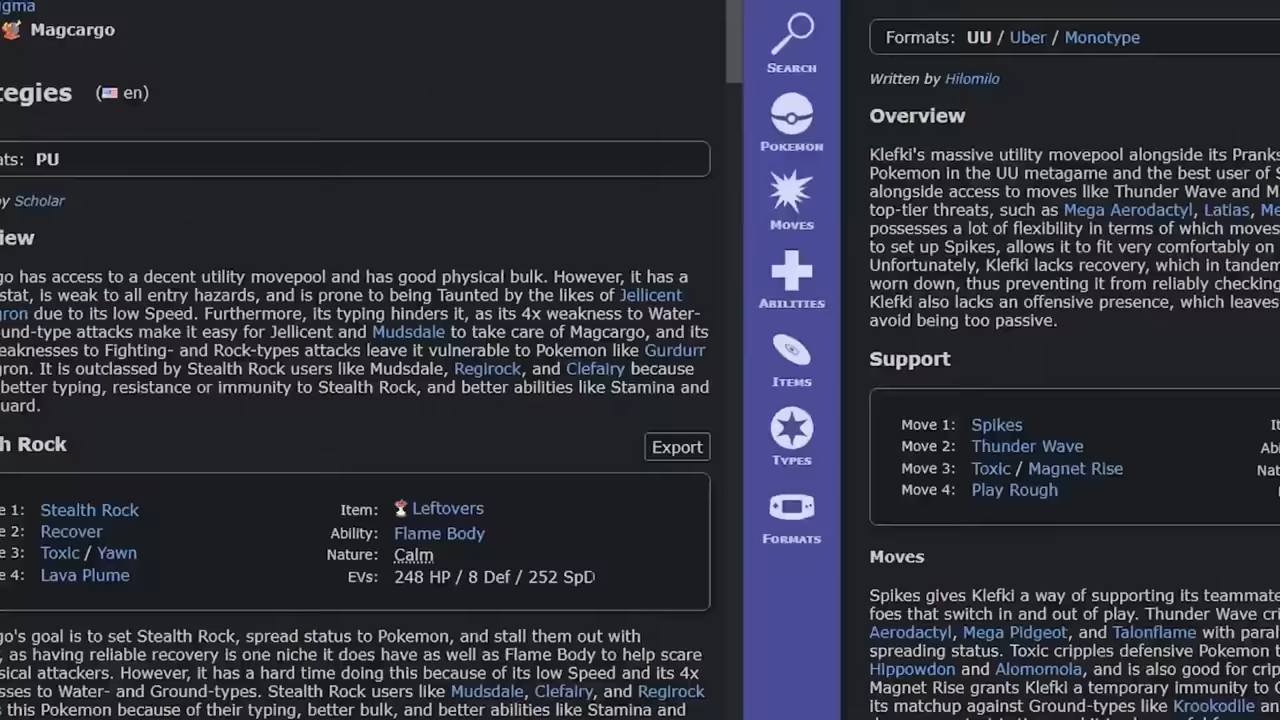 Magcargo
(en)
PU
Scholar
go has access to a decent utility movepool and has good physical bulk. However, it has a
stat, is weak to all entry hazards, and is prone to being Taunted by the likes of Jellicent
due to its low Speed. Furthermore, its typing hinders it, as its 4x weakness to Water-
und-type attacks make it easy for Jellicent and Mudsdale to take care of Magcargo, and its
eaknesses to Fighting- and Rock-types attacks leave it vulnerable to Pokemon like Gurdurr
gron. It is outclassed by Stealth Rock users like Mudsdale, Regirock, and Clefairy because
better typing, resistance or immunity to Stealth Rock, and better abilities like Stamina and
uard.
h Rock
Export
e 1: Stealth Rock
e 2: Recover
e 3: Toxic / Yawn
e 4: Lava Plume
Item: Leftovers
Ability: Flame Body
Nature: Calm
EVs: 248 HP / 8 Def / 252 SpD
go's goal is to set Stealth Rock, spread status to Pokemon, and stall them out with
, as having reliable recovery is one niche it does have as well as Flame Body to help scare
sical attackers. However, it has a hard time doing this because of its low Speed and its 4x
sses to Water- and Ground-types. Stealth Rock users like Mudsdale, Clefairy, and Regirock
s this Pokemon because of their typing, better bulk, and better abilities like Stamina and
SEARCH
POKEMON
MOVES
ABILITIES
ITEMS
TYPES
FORMATS
Formats: UU / Uber / Monotype
Written by Hilomilo
Overview
Klefki's massive utility movepool alongside its Pranks
Pokemon in the UU metagame and the best user of S
alongside access to moves like Thunder Wave and M
top-tier threats, such as Mega Aerodactyl, Latias, Me
possesses a lot of flexibility in terms of which moves
to set up Spikes, allows it to fit very comfortably on
Unfortunately, Klefki lacks recovery, which in tandem
worn down, thus preventing it from reliably checking
Klefki also lacks an offensive presence, which leaves
avoid being too passive.
Support
Move 1: Spikes
Move 2: Thunder Wave
Move 3: Toxic / Magnet Rise
Move 4: Play Rough
It
Abi
Nat
Moves
Spikes gives Klefki a way of supporting its teammate
foes that switch in and out of play. Thunder Wave cri
Aerodactyl, Mega Pidgeot, and Talonflame with paral
spreading status. Toxic cripples defensive Pokemon t
Hippowdon and Alomomola, and is also good for crip
Magnet Rise grants Klefki a temporary immunity to G
its matchup against Ground-types like Krookodile an